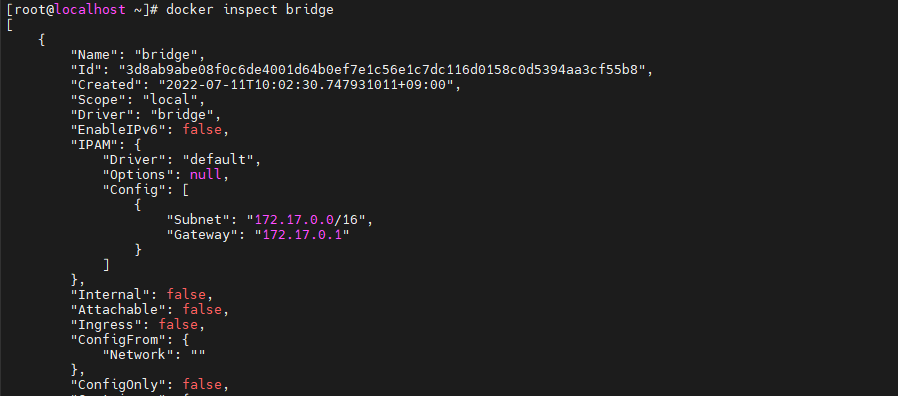 [root@localhost ~]# docker inspect bridge
[
    {
        "Name": "bridge",
        "Id": "3d8ab9abe08f0c6de4001d64b0ef7e1c56e1c7dc116d0158c0d5394aa3cf55b8",
        "Created": "2022-07-11T10:02:30.747931011+09:00",
        "Scope": "local",
        "Driver": "bridge",
        "EnableIPv6": false,
        "IPAM": {
            "Driver": "default",
            "Options": null,
            "Config": [
                {
                    "Subnet": "172.17.0.0/16",
                    "Gateway": "172.17.0.1"
                }
            ]
        },
        "Internal": false,
        "Attachable": false,
        "Ingress": false,
        "ConfigFrom": {
            "Network": ""
        },
        "ConfigOnly": false,